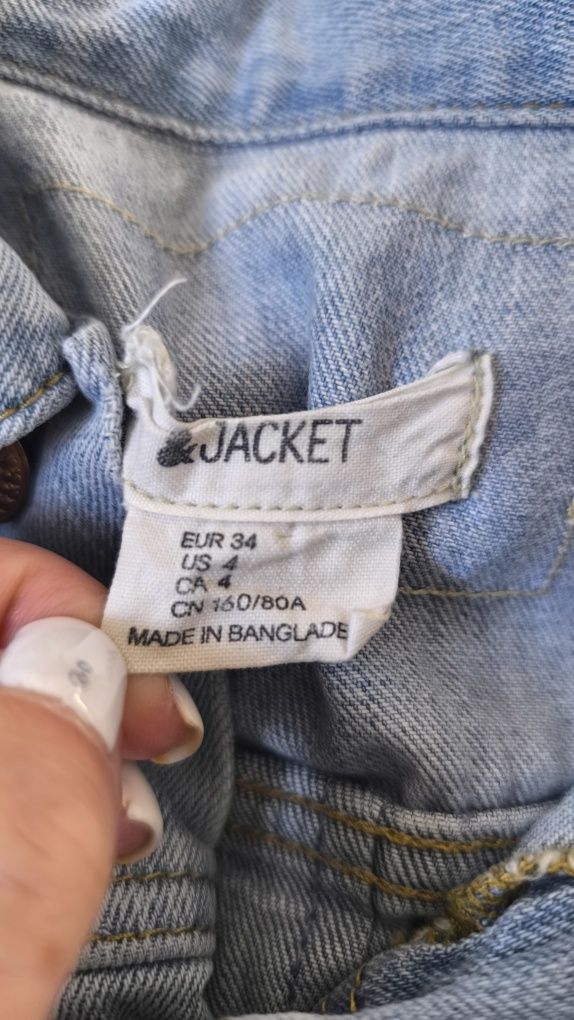 &JACKET
EUR 34
US 4
CA 4
CN 160/80A
MADE IN BANGLADE